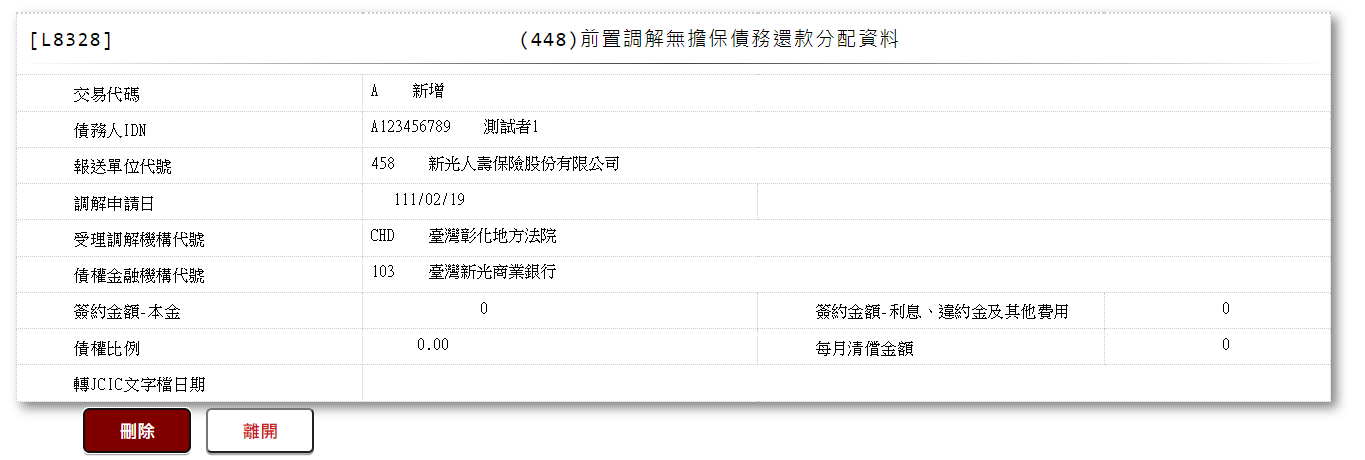 [L8328] (448)前置調解無擔保債務還款分配資料
交易代碼 A 新增
債務人IDN A123456789 測試者1
報送單位代號 458 新光人壽保險股份有限公司
調解申請日 111/02/19
受理調解機構代號 CHD 臺灣彰化地方法院
債權金融機構代號 103 臺灣新光商業銀行
簽約金額-本金 0 簽約金額-利息、違約金及其他費用 0
債權比例 0.00 每月清償金額 0
轉JCIC文字檔日期
刪除 離開